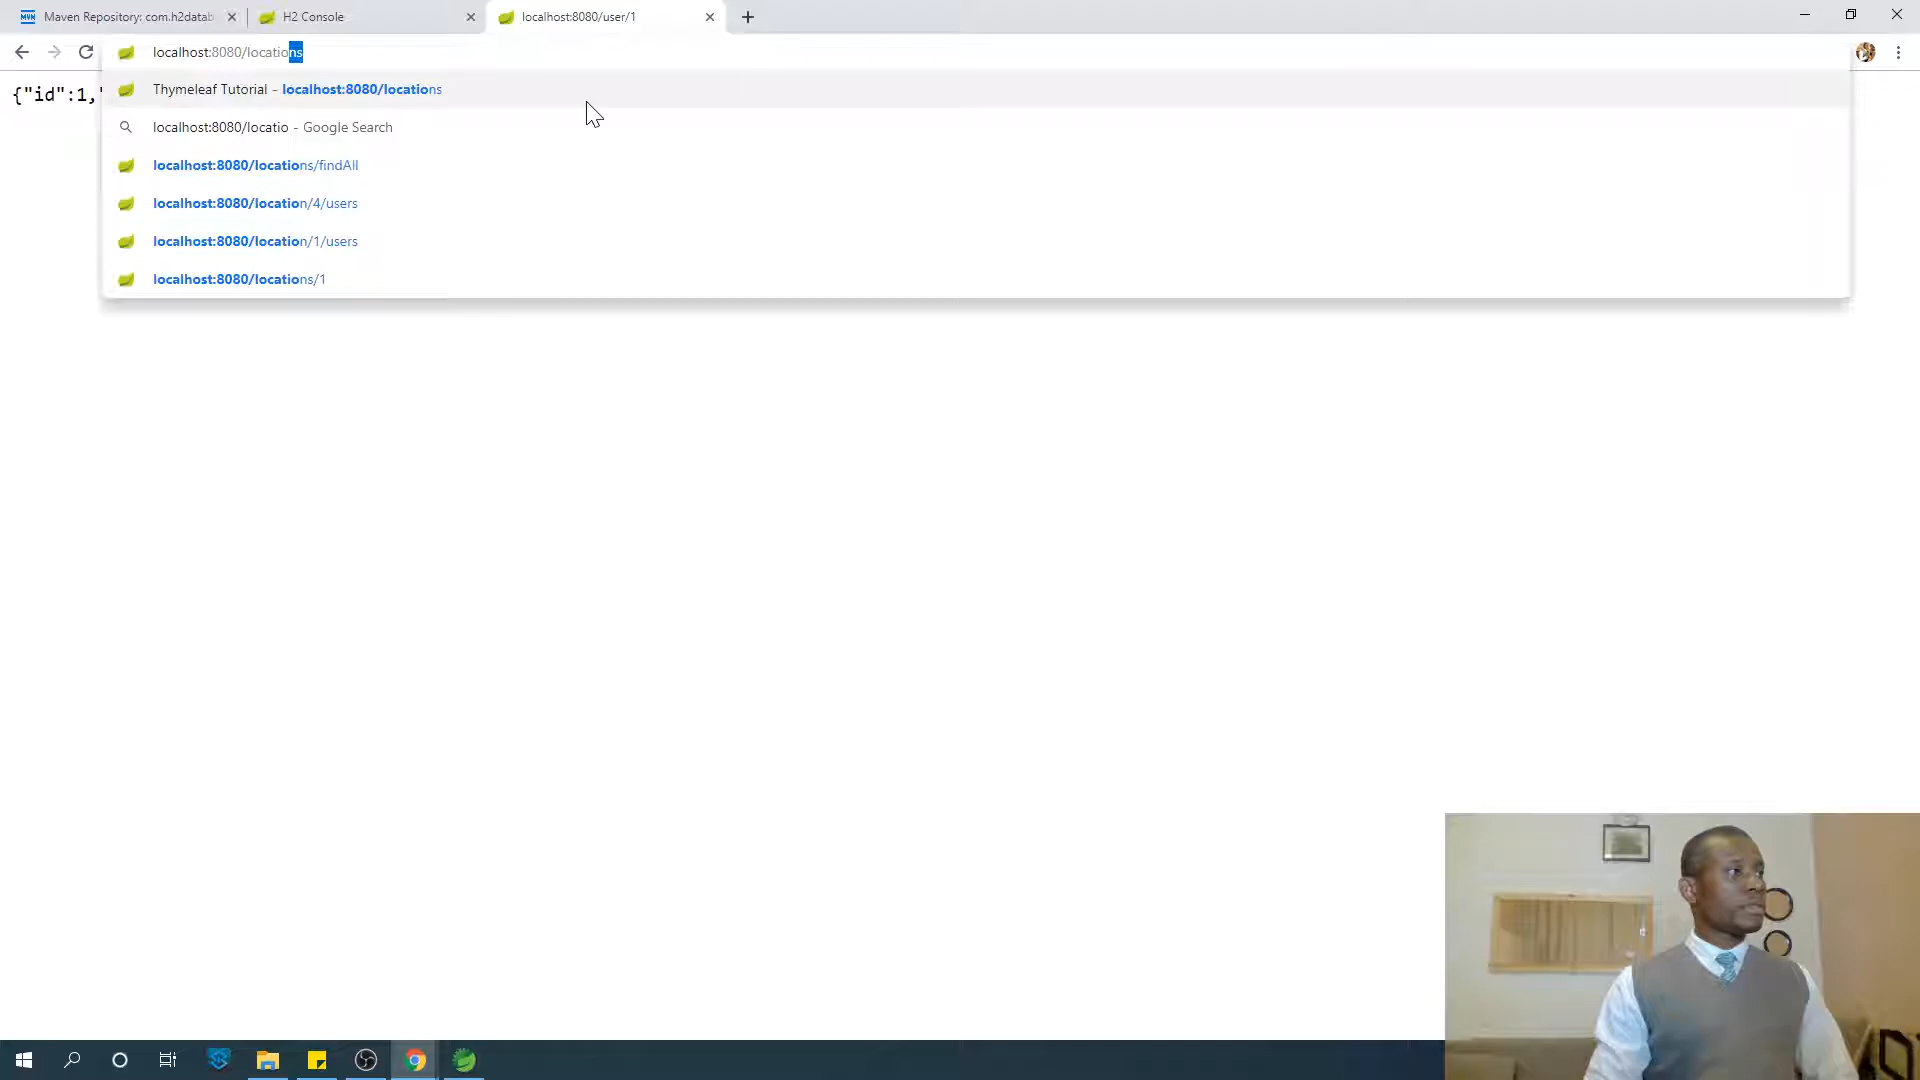 MVN Maven Repository: com.h2datab
H2 Console
localhost:8080/user/1
localhost:8080/locations
{"id":1,"
Thymeleaf Tutorial - localhost:8080/locations
localhost:8080/locatio - Google Search
localhost:8080/locations/findAll
localhost:8080/location/4/users
localhost:8080/location/1/users
localhost:8080/locations/1